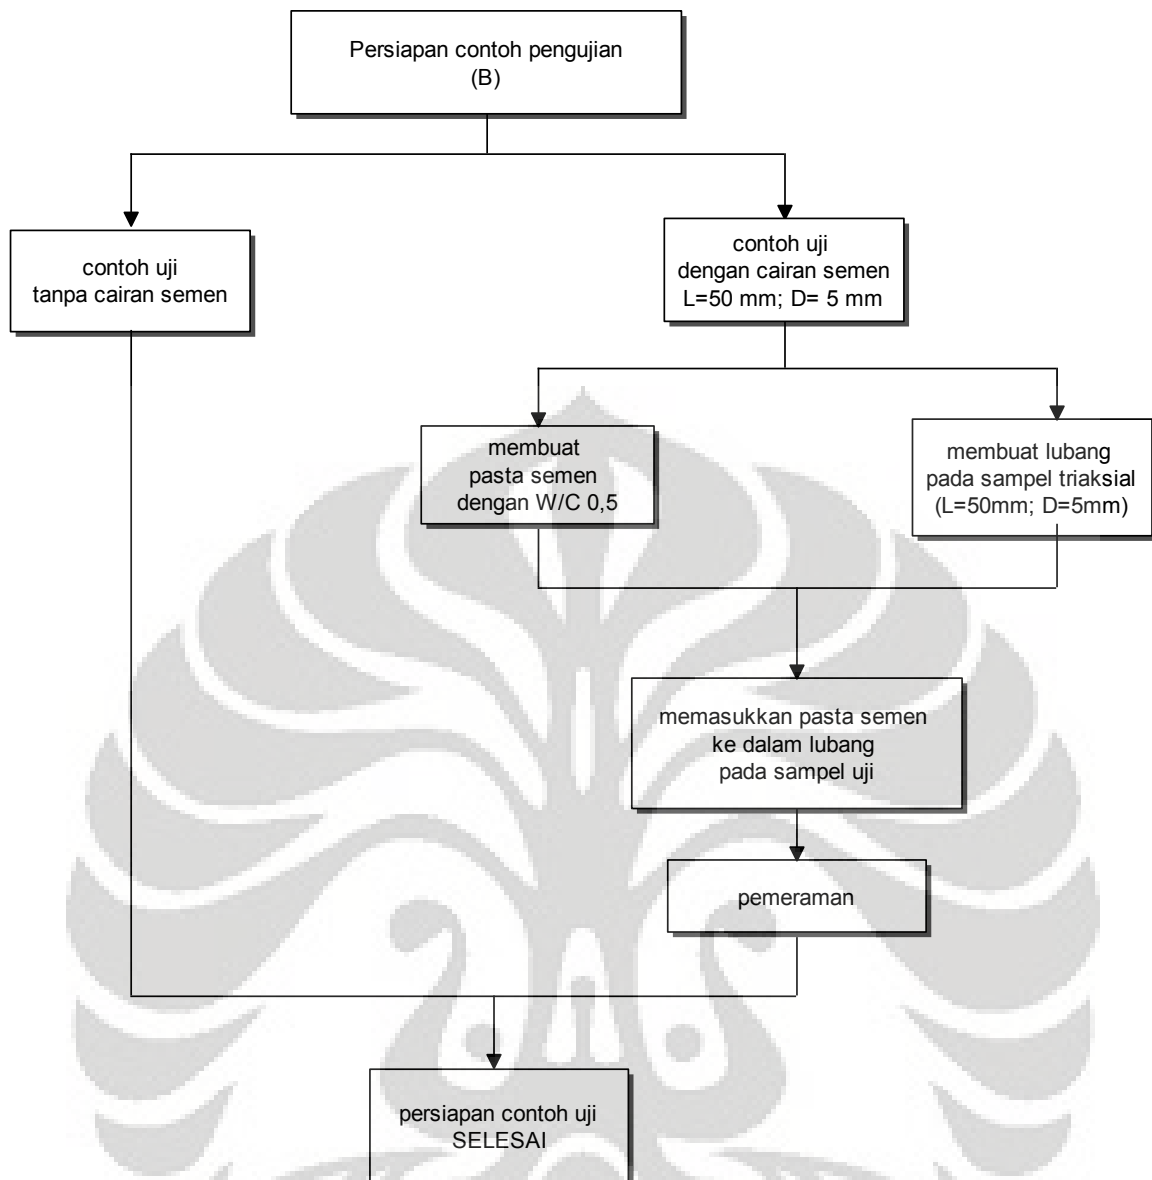 Persiapan contoh pengujian
(B)
contoh uji
tanpa cairan semen
contoh uji
dengan cairan semen
L=50 mm; D= 5 mm
membuat
pasta semen
dengan W/C 0,5
membuat lubang
pada sampel triaksial
(L=50mm; D=5mm)
memasukkan pasta semen
ke dalam lubang
pada sampel uji
pemeraman
persiapan contoh uji
SELESAI